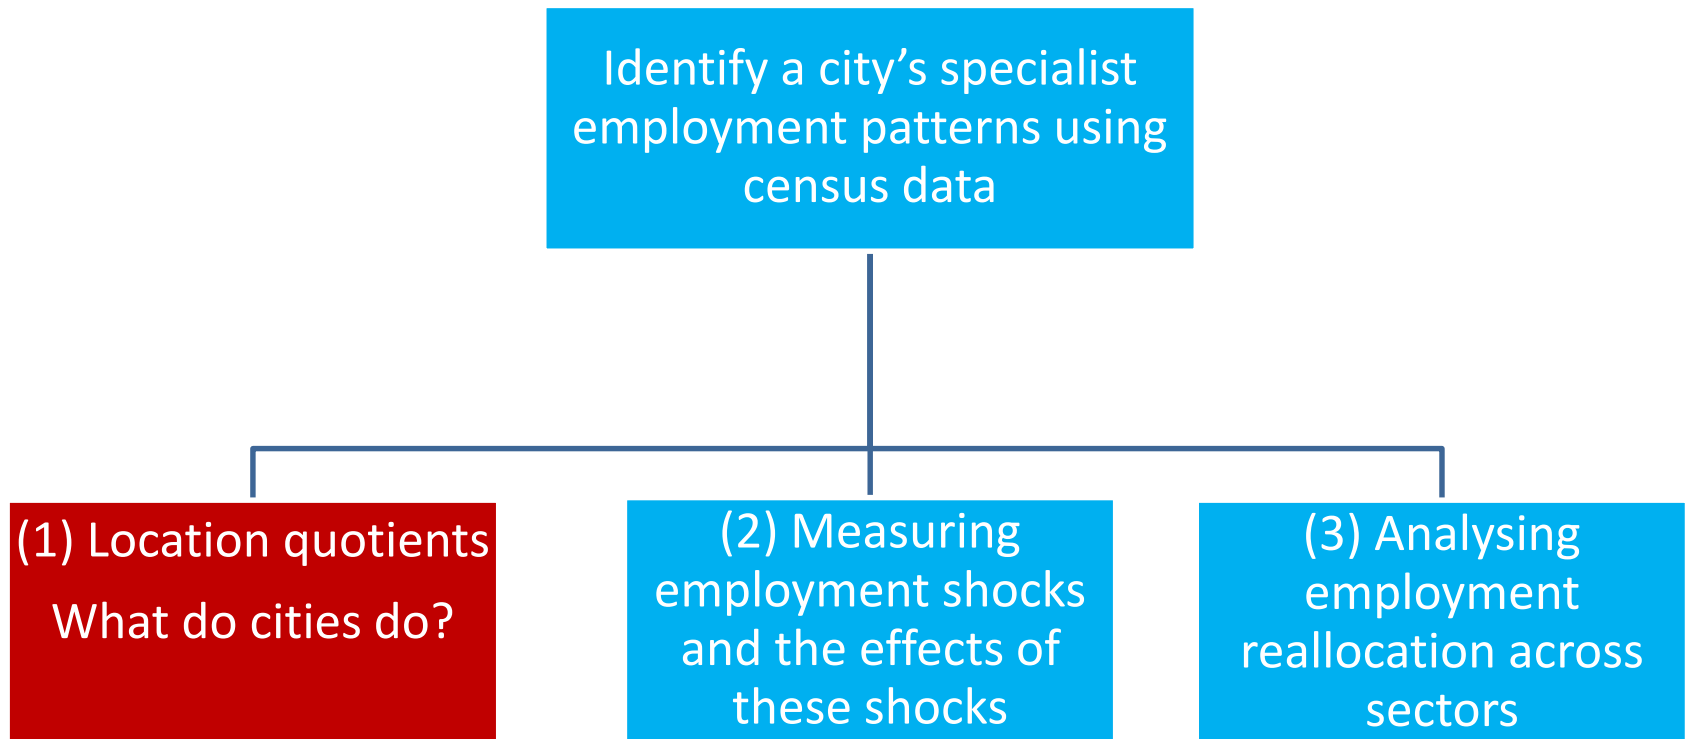 Identify a city’s specialist
employment patterns using
census data
(1) Location quotients
What do cities do?
(2) Measuring
employment shocks
and the effects of
these shocks
(3) Analysing
employment
reallocation across
sectors